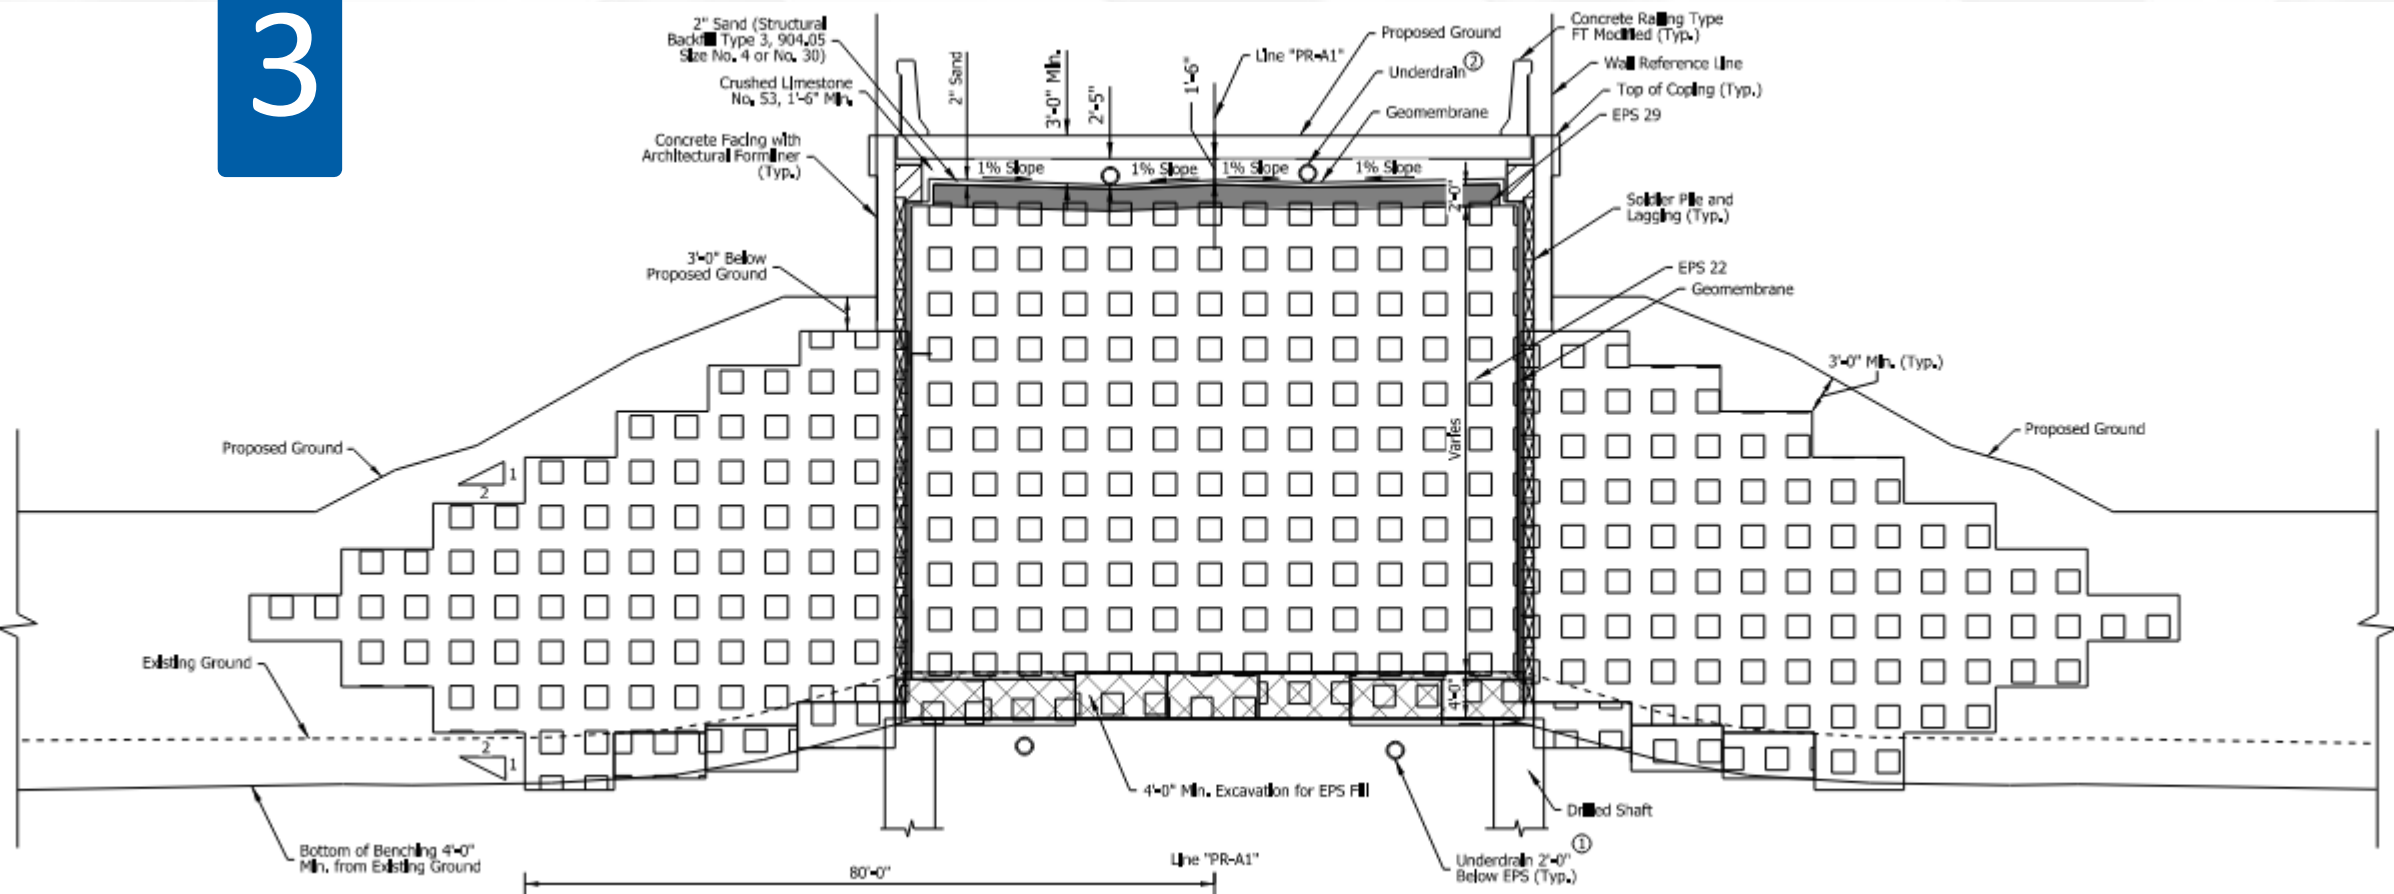 3
2" Sand (Structural
Backfill Type 3, 904.05
Size No. 4 or No. 30)
Crushed Limestone
No. 53, 1'-6" Min.
Concrete Facing with
Architectural Formliner
(Typ.)
3'-0" Below
Proposed Ground
2" Sand
3'-0" Min.
2'-5"
1'-6"
Line "PR-A1"
Proposed Ground
Underdrain 2
Geomembrane
Concrete Railing Type
FT Modified (Typ.)
Wall Reference Line
Top of Coping (Typ.)
EPS 29
1% Slope
1% Slope
1% Slope
1% Slope
2'-0"
Soldier Pile and
Lagging (Typ.)
EPS 22
Geomembrane
3'-0" Min. (Typ.)
Proposed Ground
Proposed Ground
1
2
Varies
Existing Ground
2
1
4'-0"
4'-0" Min. Excavation for EPS Fill
Drilled Shaft
Bottom of Benching 4'-0"
Min. from Existing Ground
80'-0"
Line "PR-A1"
1
Underdrain 2'-0"
Below EPS (Typ.)